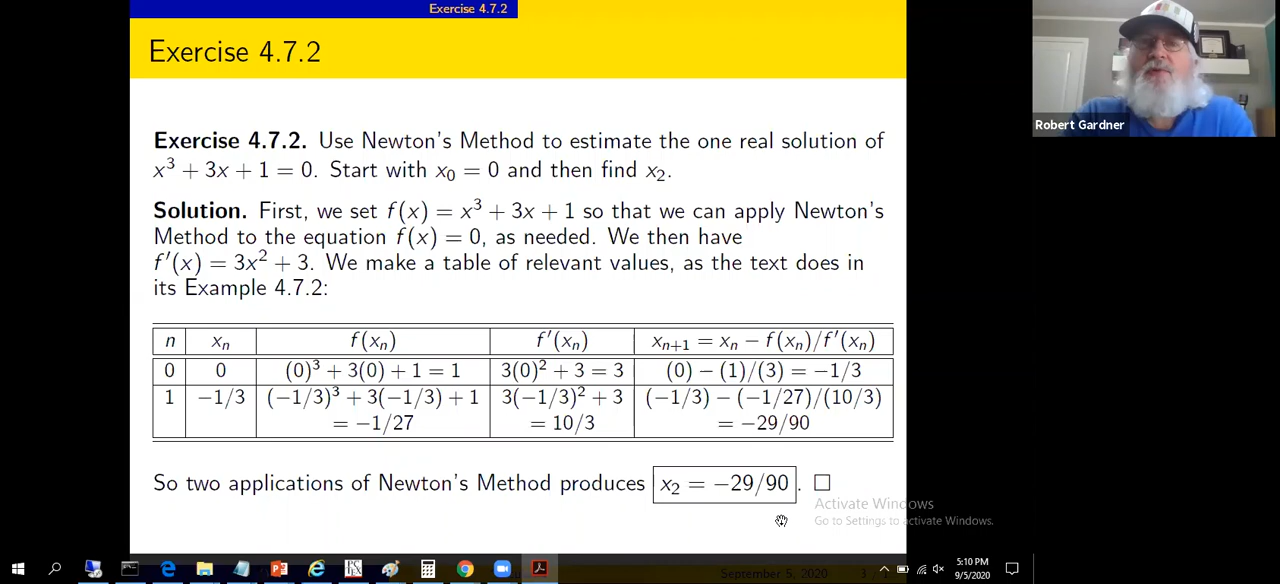 Exercise 4.7.2
Exercise 4.7.2
Exercise 4.7.2. Use Newton's Method to estimate the one real solution of
x³ + 3x + 1 = 0. Start with x₀ = 0 and then find x₂.
Solution. First, we set f(x) = x³ + 3x + 1 so that we can apply Newton's
Method to the equation f(x) = 0, as needed. We then have
f′(x) = 3x² + 3. We make a table of relevant values, as the text does in
its Example 4.7.2:
n xₙ f(xₙ) f′(xₙ) xₙ₊₁ = xₙ − f(xₙ)/f′(xₙ)
0 0 (0)³ + 3(0) + 1 = 1 3(0)² + 3 = 3 (0) − (1)/(3) = −1/3
1 −1/3 (−1/3)³ + 3(−1/3) + 1 3(−1/3)² + 3 (−1/3) − (−1/27)/(10/3)
= −1/27 = 10/3 = −29/90
So two applications of Newton's Method produces x₂ = −29/90. □
Activate Windows
Go to Settings to activate Windows.
Robert Gardner
September 5, 2020
5:10 PM
9/5/2020